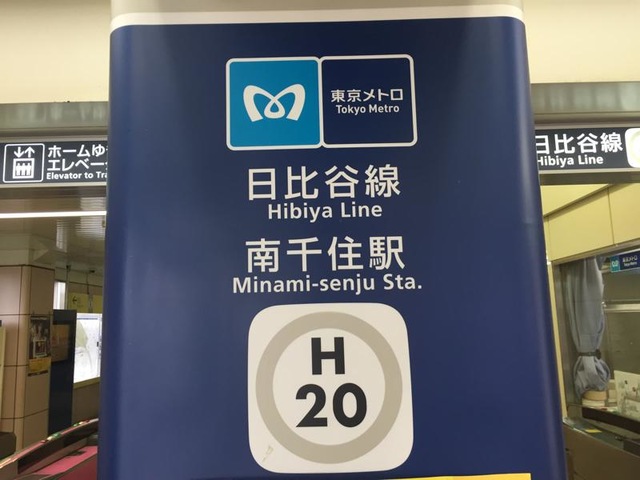 東京メトロ
Tokyo Metro
日比谷線
Hibiya Line
南千住駅
Minami-senju Sta.
H
20
ホームゆ
エレベー
Elevator to Tra
日比谷線
Hibiya Line